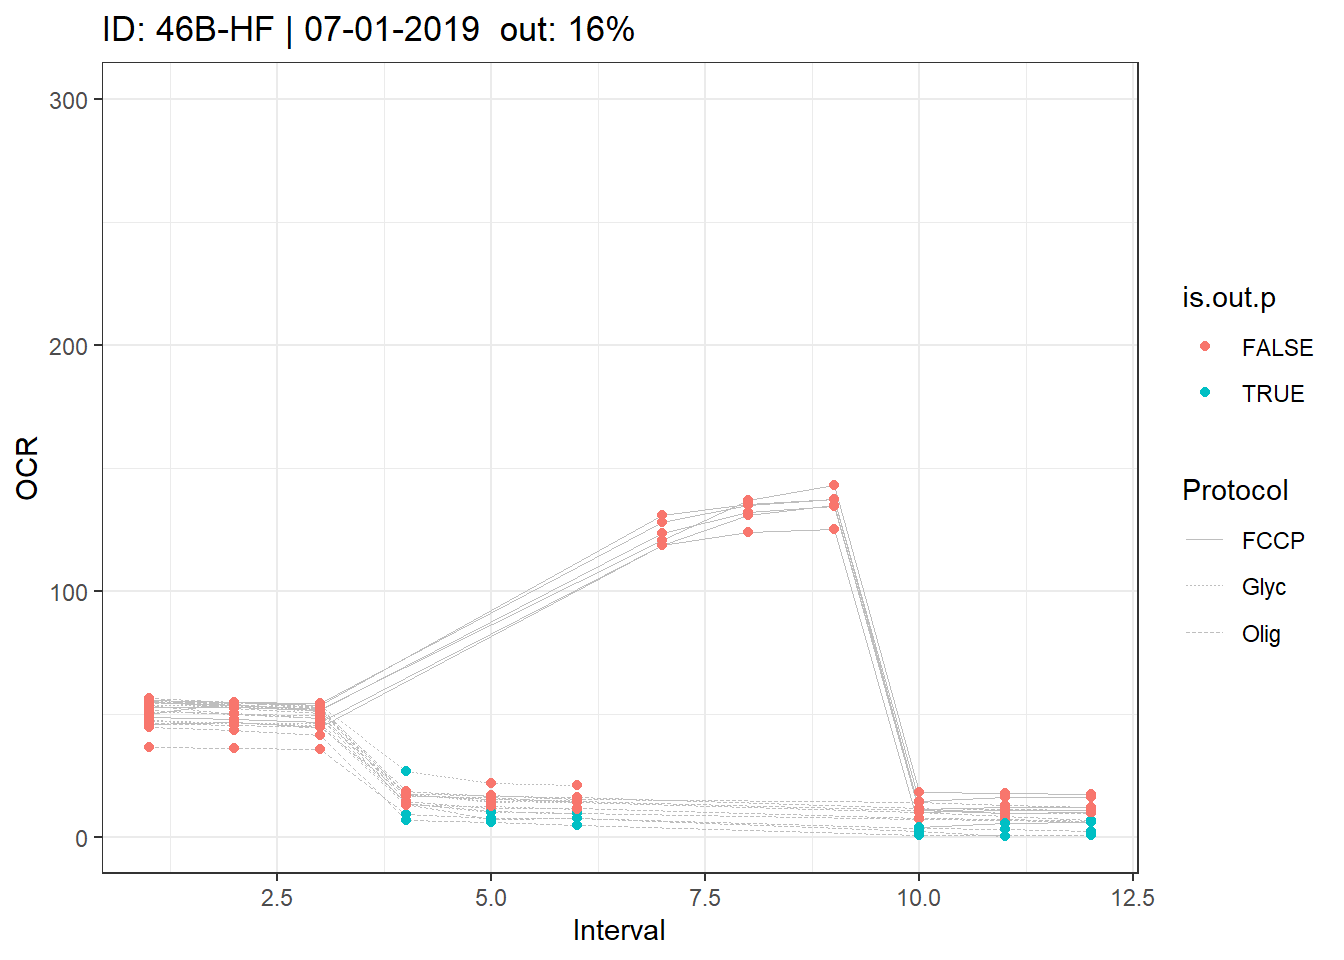 ID: 46B-HF | 07-01-2019  out: 16%
300
200
100
0
OCR
2.5
5.0
7.5
10.0
12.5
Interval
is.out.p
FALSE
TRUE
Protocol
FCCP
Glyc
Olig